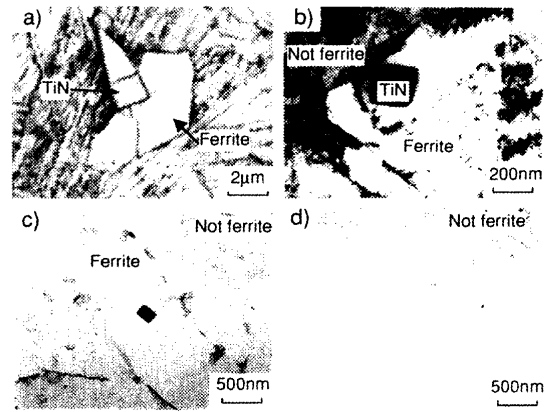 a)
TiN
Ferrite
2μm
b)
Not ferrite
TiN
Ferrite
200nm
c)
Not ferrite
Ferrite
500nm
d)
Not ferrite
500nm